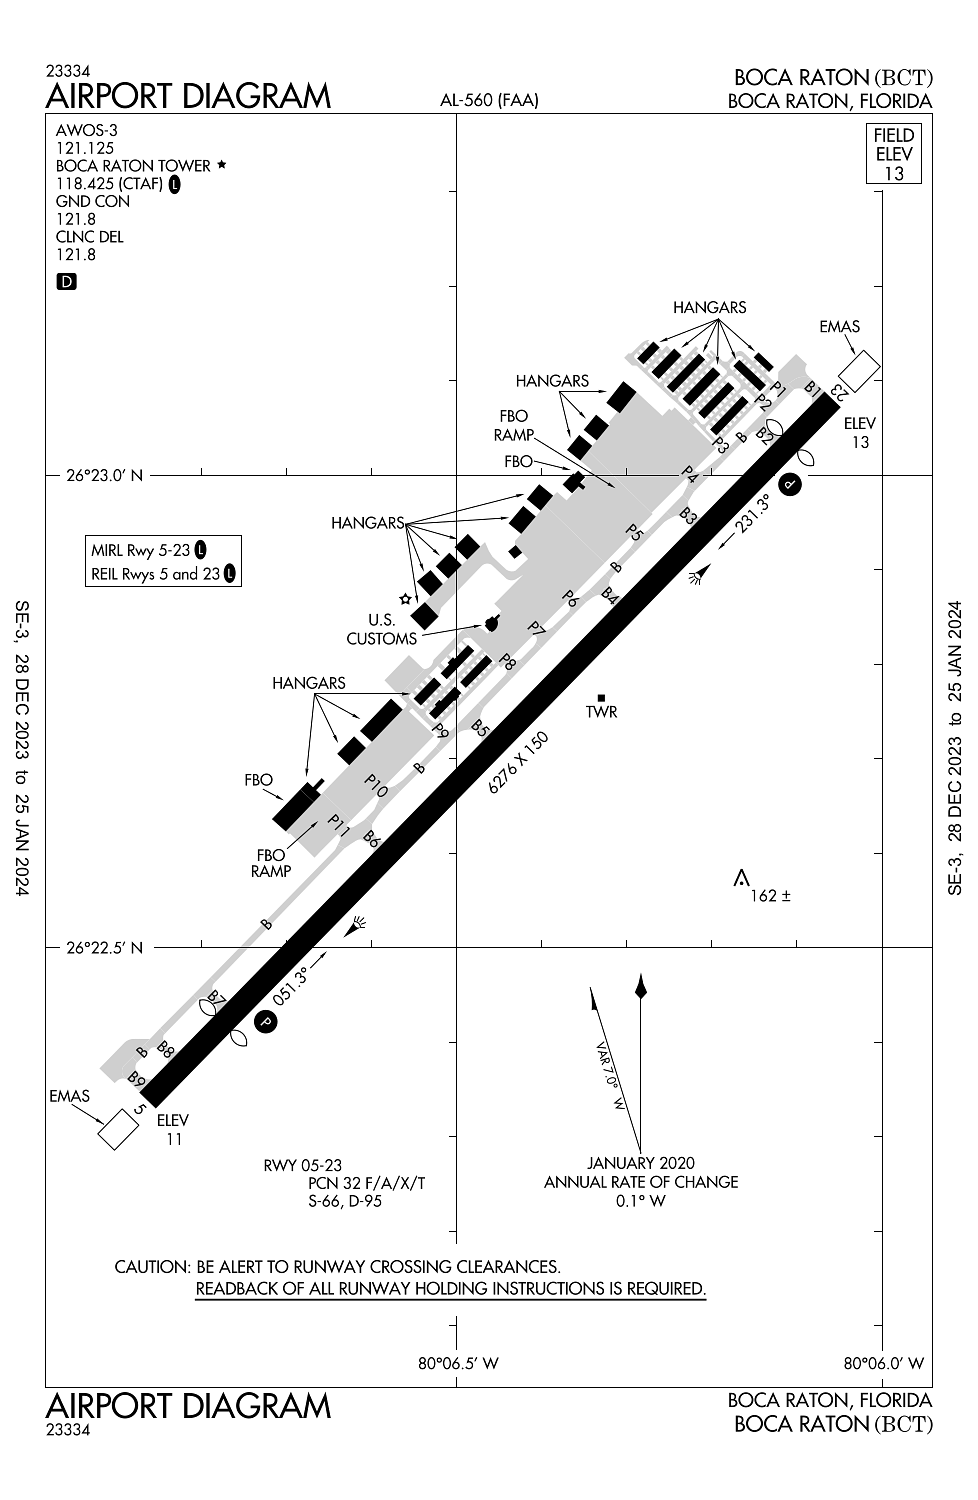 23334
AIRPORT DIAGRAM
AL-560 (FAA)
BOCA RATON (BCT)
BOCA RATON, FLORIDA
AWOS-3
121.125
BOCA RATON TOWER ★
118.425 (CTAF) L
GND CON
121.8
CLNC DEL
121.8
D
FIELD
ELEV
13
HANGARS
EMAS
HANGARS
P1
B1
23
P2
FBO
RAMP
ELEV
13
B2
B
P3
FBO
26°23.0' N
P4
P
231.3°
B3
HANGARS
P5
MIRL Rwy 5-23 L
REIL Rwys 5 and 23 L
B
B4
P6
U.S.
CUSTOMS
P7
P8
HANGARS
TWR
B5
P9
6276 X 150
B
FBO
P10
P11
B6
FBO
RAMP
162 ±
B
26°22.5' N
051.3°
B7
P
B
B8
B9
EMAS
5
ELEV
11
VAR 7.0° W
JANUARY 2020
ANNUAL RATE OF CHANGE
0.1° W
RWY 05-23
PCN 32 F/A/X/T
S-66, D-95
CAUTION: BE ALERT TO RUNWAY CROSSING CLEARANCES.
READBACK OF ALL RUNWAY HOLDING INSTRUCTIONS IS REQUIRED.
80°06.5' W
80°06.0' W
SE-3, 28 DEC 2023 to 25 JAN 2024
SE-3, 28 DEC 2023 to 25 JAN 2024
AIRPORT DIAGRAM
23334
BOCA RATON, FLORIDA
BOCA RATON (BCT)